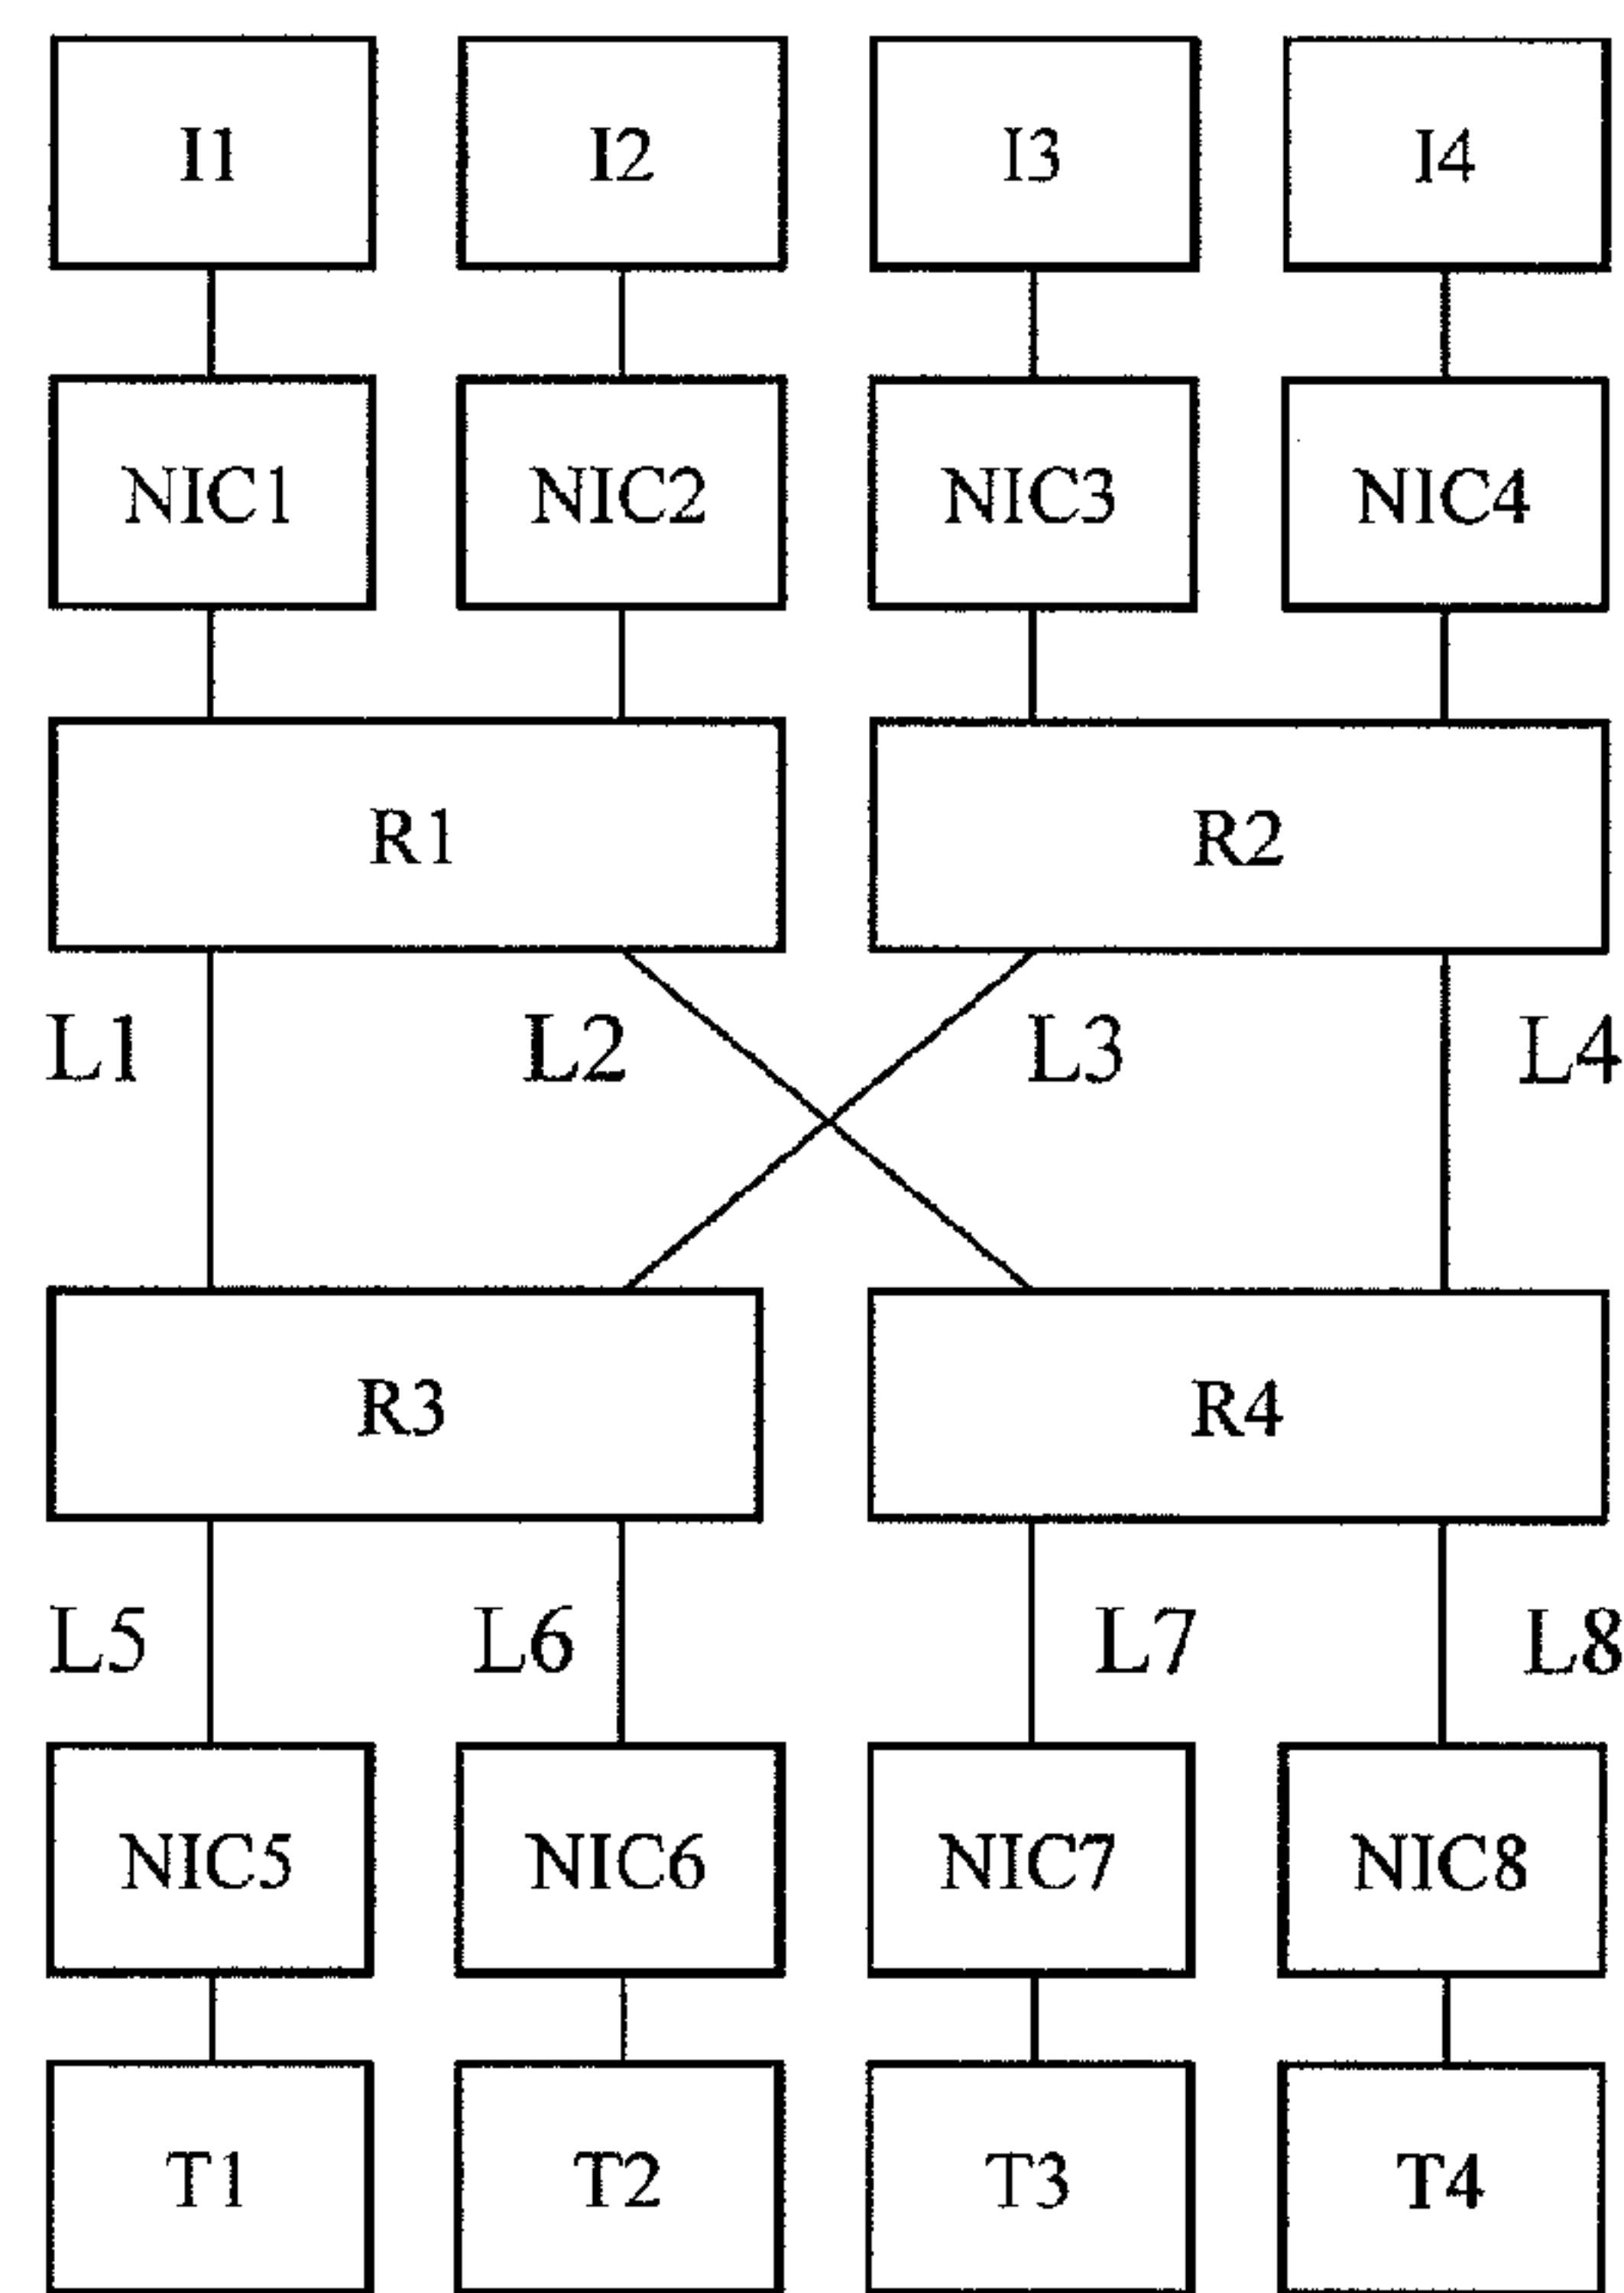 I1 I2 I3 I4
NIC1 NIC2 NIC3 NIC4
R1 R2
L1 L2 L3 L4
R3 R4
L5 L6 L7 L8
NIC5 NIC6 NIC7 NIC8
T1 T2 T3 T4